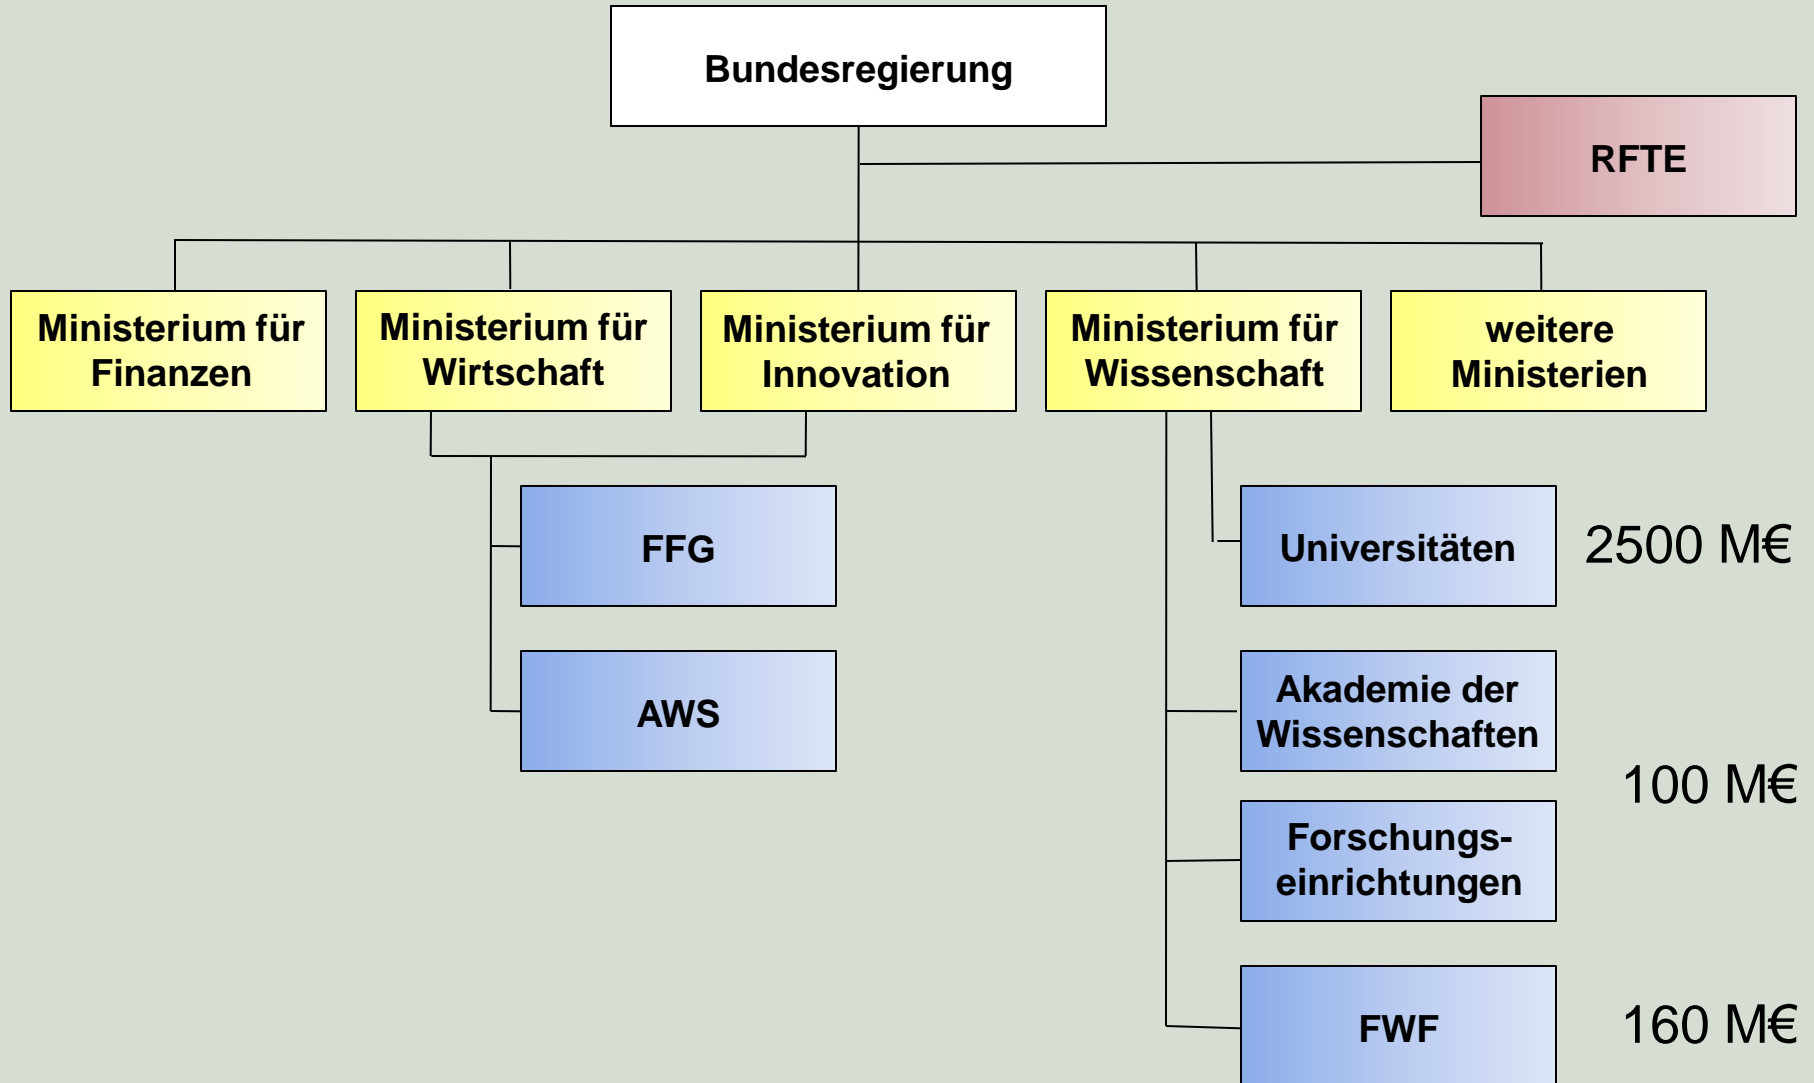 Bundesregierung
RFTE
Ministerium für
Finanzen
Ministerium für
Wirtschaft
Ministerium für
Innovation
Ministerium für
Wissenschaft
weitere
Ministerien
FFG
Universitäten
2500 M€
AWS
Akademie der
Wissenschaften
100 M€
Forschungs-
einrichtungen
FWF
160 M€